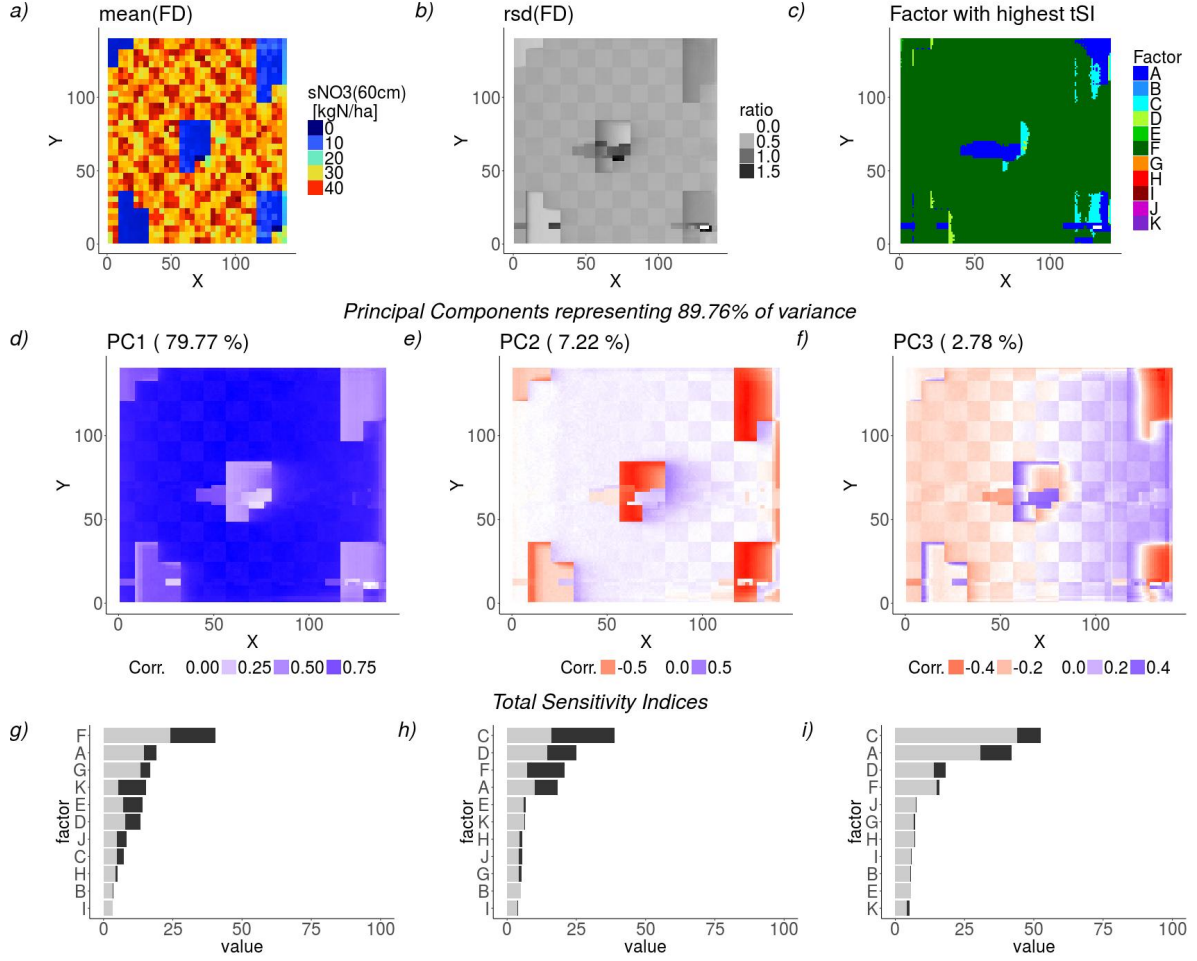 a) mean(FD) b) rsd(FD) c) Factor with highest tSI
Y 100 50 0
0 50 100
X
sNO3(60cm)
[kgN/ha]
0
10
20
30
40
Y 100 50 0
0 50 100
X
ratio
0.0
0.5
1.0
1.5
Y 100 50 0
0 50 100
X
Factor
A
B
C
D
E
F
G
H
I
J
K
Principal Components representing 89.76% of variance
d) PC1 ( 79.77 %) e) PC2 ( 7.22 %) f) PC3 ( 2.78 %)
Y 100 50 0
0 50 100
X
Corr. 0.00 0.25 0.50 0.75
Y 100 50 0
0 50 100
X
Corr. -0.5 0.0 0.5
Y 100 50 0
0 50 100
X
Corr. -0.4 -0.2 0.0 0.2 0.4
Total Sensitivity Indices
g) h) i)
factor
F
A
G
K
E
D
J
C
H
B
I
0 25 50 75 100
value
factor
C
D
F
A
E
K
H
J
G
B
I
0 25 50 75 100
value
factor
C
A
D
F
J
G
H
I
B
E
K
0 25 50 75 100
value